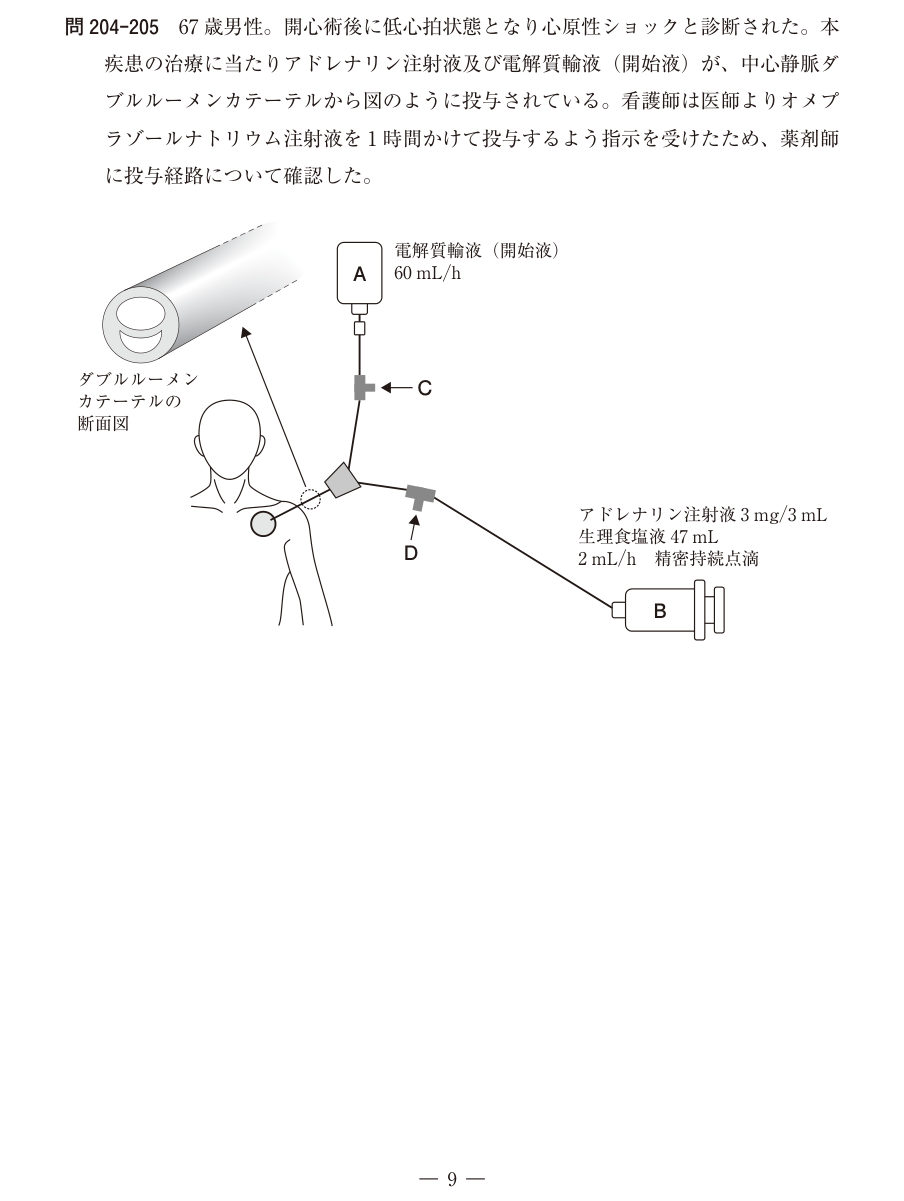 問 204-205 67 歳男性。開心術後に低心拍状態となり心原性ショックと診断された。本
疾患の治療に当たりアドレナリン注射液及び電解質輸液（開始液）が、中心静脈ダ
ブルルーメンカテーテルから図のように投与されている。看護師は医師よりオメプ
ラゾールナトリウム注射液を 1 時間かけて投与するよう指示を受けたため、薬剤師
に投与経路について確認した。
電解質輸液（開始液）
60 mL/h
A
C
ダブルルーメン
カテーテルの
断面図
D
アドレナリン注射液 3 mg/3 mL
生理食塩液 47 mL
2 mL/h 精密持続点滴
B
— 9 —